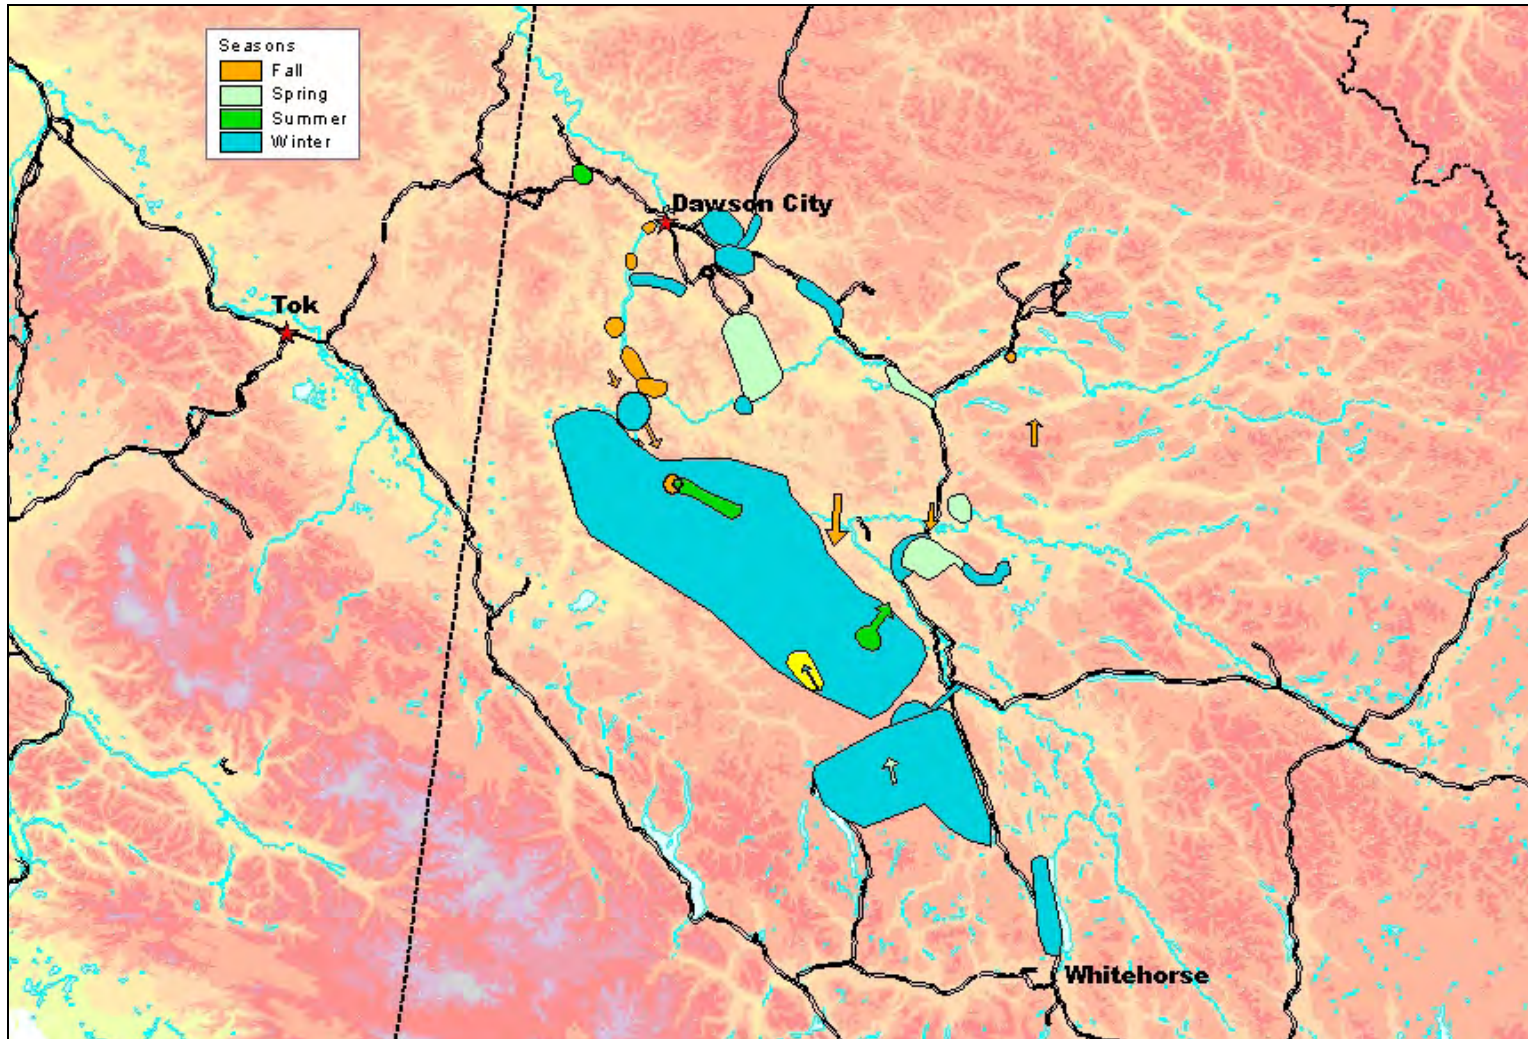 Seasons
Fall
Spring
Summer
Winter
Dawson City
Tok
Whitehorse